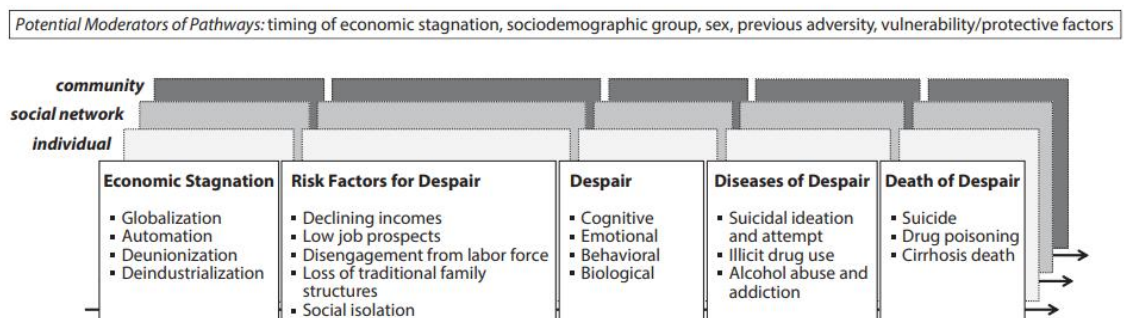 Potential Moderators of Pathways: timing of economic stagnation, sociodemographic group, sex, previous adversity, vulnerability/protective factors
community
social network
individual
Economic Stagnation
▪ Globalization
▪ Automation
▪ Deunionization
▪ Deindustrialization
Risk Factors for Despair
▪ Declining incomes
▪ Low job prospects
▪ Disengagement from labor force
▪ Loss of traditional family
structures
▪ Social isolation
Despair
▪ Cognitive
▪ Emotional
▪ Behavioral
▪ Biological
Diseases of Despair
▪ Suicidal ideation
and attempt
▪ Illicit drug use
▪ Alcohol abuse and
addiction
Death of Despair
▪ Suicide
▪ Drug poisoning
▪ Cirrhosis death